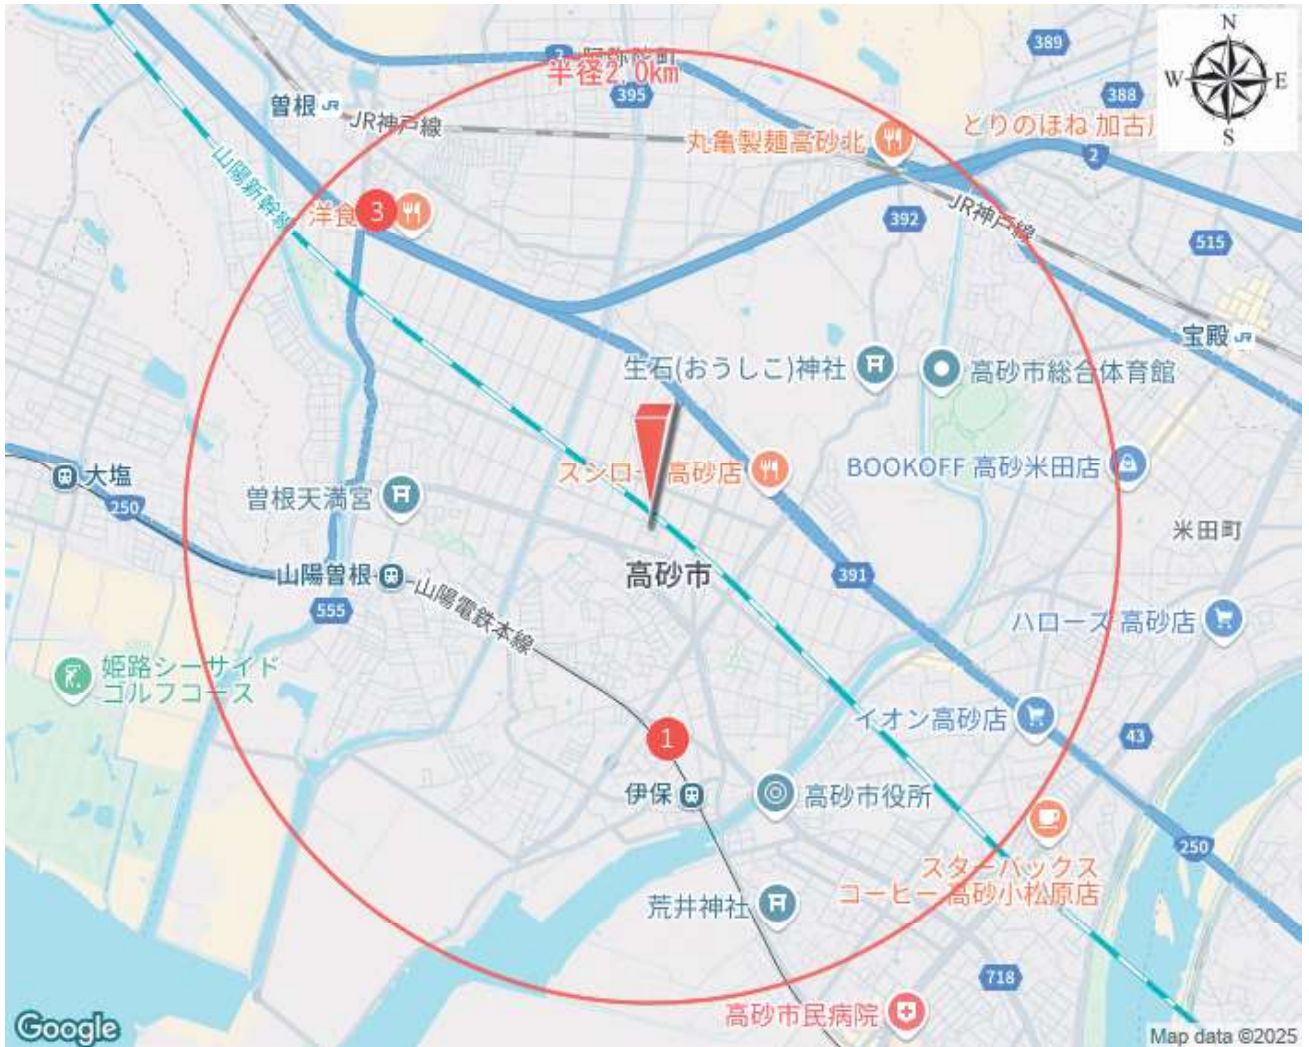 N
W
E
S
2
阿弥陀町
半径2.0km
389
395
388
曽根
JR
JR神戸線
丸亀製麺高砂北
とりのほね 加古川
2
山陽新幹線
洋食
3
392
JR神戸線
515
宝殿
JR
生石(おうしこ)神社
高砂市総合体育館
大塩
250
曽根天満宮
スシロー 高砂店
BOOKOFF 高砂米田店
米田町
山陽曽根
555
山陽電鉄本線
高砂市
391
ハローズ 高砂店
姫路シーサイド
ゴルフコース
1
イオン高砂店
43
伊保
高砂市役所
250
スターバックス
コーヒー 高砂小松原店
荒井神社
718
高砂市民病院
Google
Map data ©2025